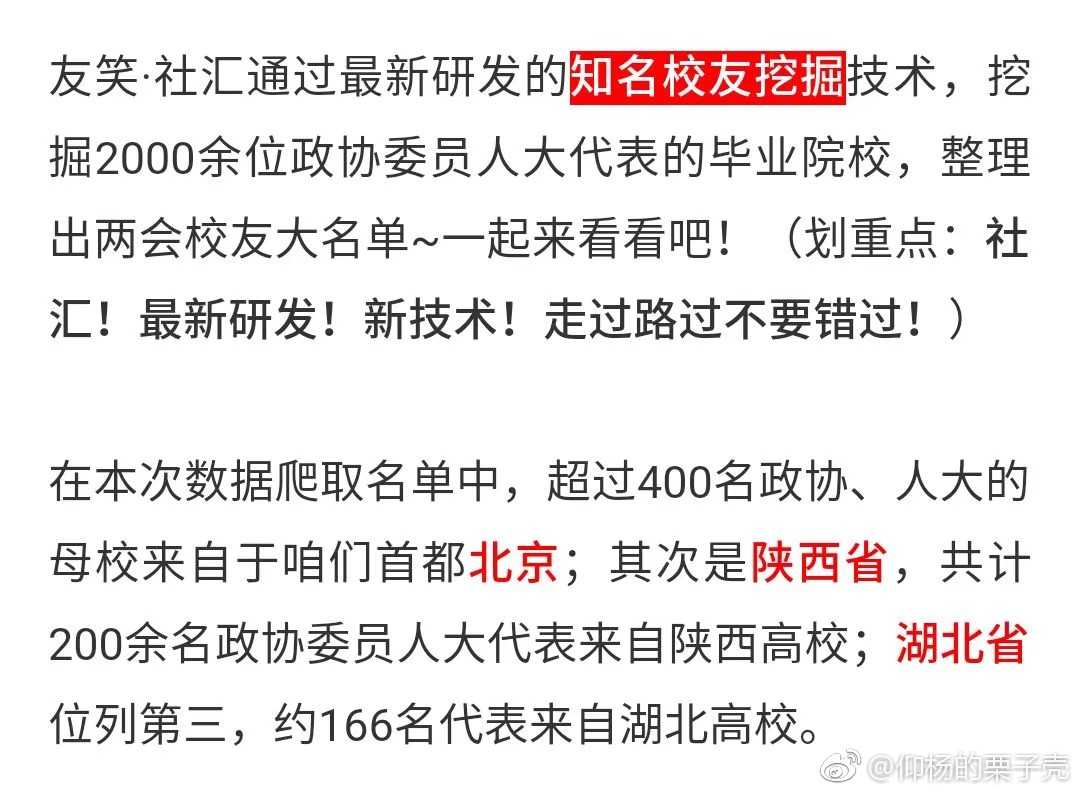 友笑·社汇通过最新研发的知名校友挖掘技术，挖
掘2000余位政协委员人大代表的毕业院校，整理
出两会校友大名单~一起来看看吧！（划重点：社
汇！最新研发！新技术！走过路过不要错过！）
在本次数据爬取名单中，超过400名政协、人大的
母校来自于咱们首都北京；其次是陕西省，共计
200余名政协委员人大代表来自陕西高校；湖北省
位列第三，约166名代表来自湖北高校。
@仰杨的栗子壳